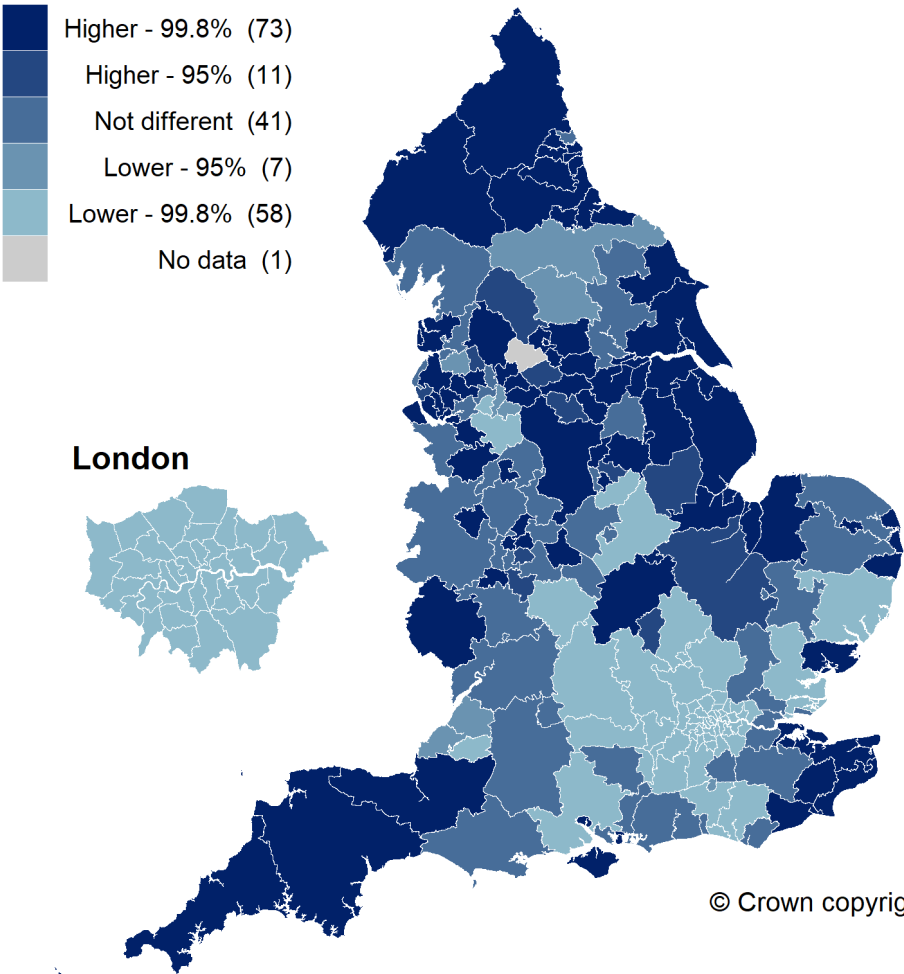 Higher - 99.8% (73)
Higher - 95% (11)
Not different (41)
Lower - 95% (7)
Lower - 99.8% (58)
No data (1)
London
© Crown copyrig